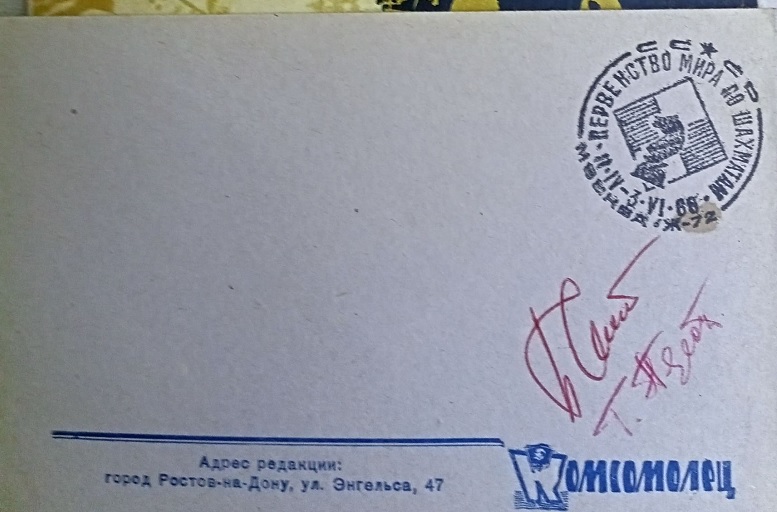 СССР
ПЕРВЕНСТВО МИРА ПО ШАХМАТАМ
МОСКВА Ж-72
Адрес редакции:
город Ростов-на-Дону, ул. Энгельса, 47
Комсомолец